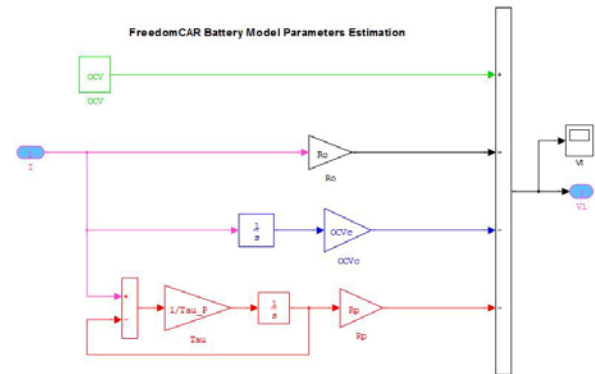 FreedomCAR Battery Model Parameters Estimation
OCV
OCV
+
1
I
Ro
Ro
-
Vt
1
VL
1
s
OCVc
OCVc
-
+
-
1/Tau_P
Tau
1
s
Rp
Rp
-